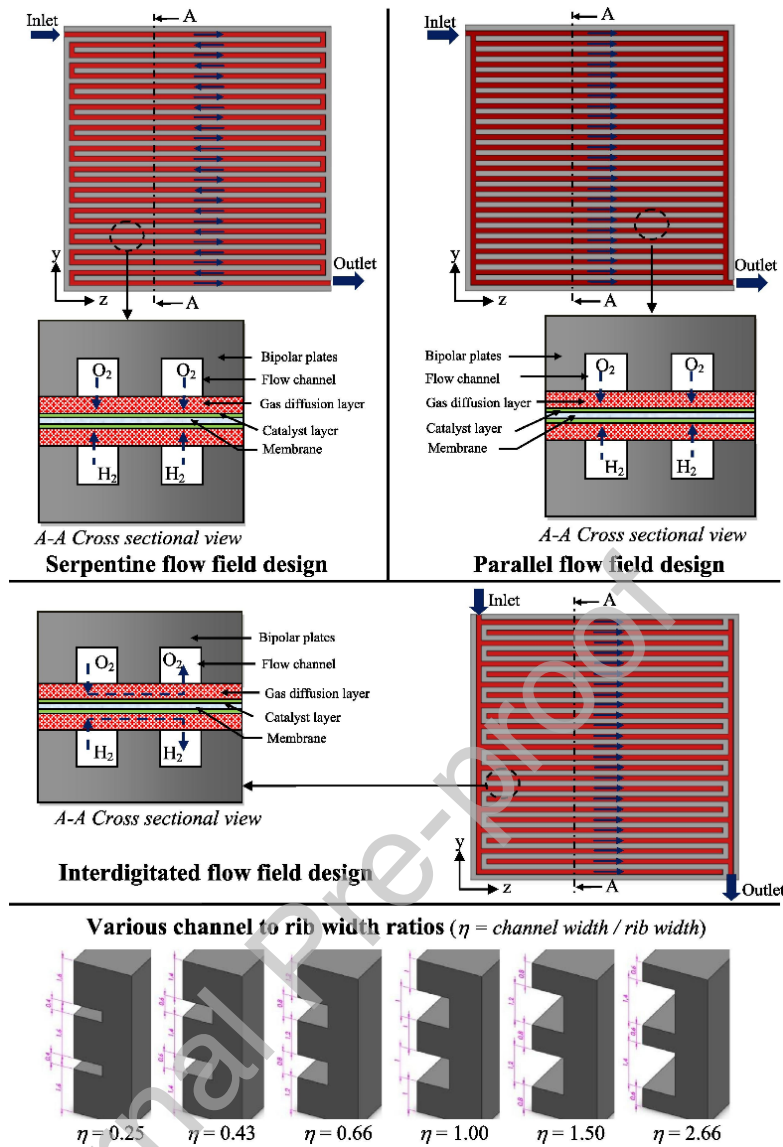 Inlet
A
A
y
z
Outlet
O2
O2
H2
H2
Bipolar plates
Flow channel
Gas diffusion layer
Catalyst layer
Membrane
A-A Cross sectional view
Serpentine flow field design
Inlet
A
A
y
z
Outlet
Bipolar plates
Flow channel
Gas diffusion layer
Catalyst layer
Membrane
O2
O2
H2
H2
A-A Cross sectional view
Parallel flow field design
O2
O2
H2
H2
Bipolar plates
Flow channel
Gas diffusion layer
Catalyst layer
Membrane
A-A Cross sectional view
Interdigitated flow field design
Inlet
A
A
y
z
Outlet
Various channel to rib width ratios (η = channel width / rib width)
η = 0.25
η = 0.43
η = 0.66
η = 1.00
η = 1.50
η = 2.66
rnal Pre-proof